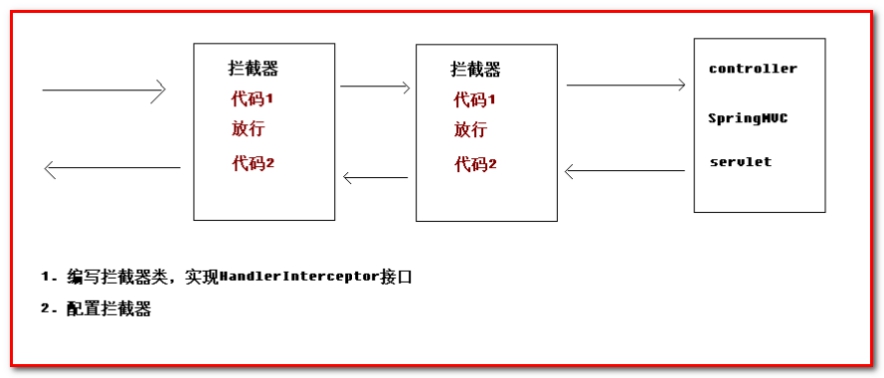 拦截器
代码1
放行
代码2
拦截器
代码1
放行
代码2
controller
SpringMVC
servlet
1. 编写拦截器类，实现HandlerInterceptor接口
2. 配置拦截器